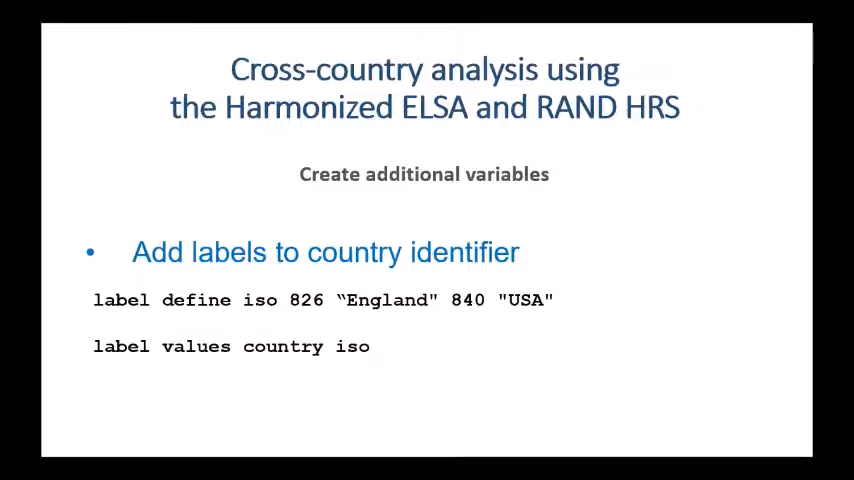 Cross-country analysis using
the Harmonized ELSA and RAND HRS
Create additional variables
• Add labels to country identifier
label define iso 826 “England" 840 "USA"
label values country iso